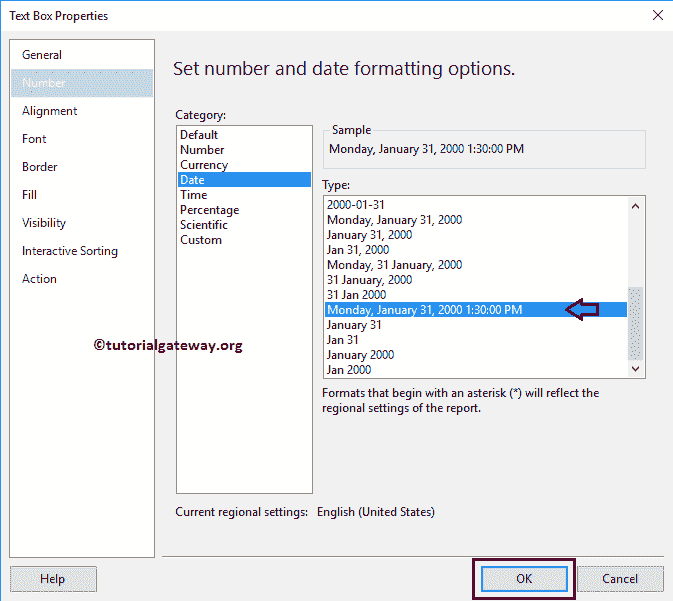 Text Box Properties
General
Number
Alignment
Font
Border
Fill
Visibility
Interactive Sorting
Action
Set number and date formatting options.
Category:
Default
Number
Currency
Date
Time
Percentage
Scientific
Custom
Sample
Monday, January 31, 2000 1:30:00 PM
Type:
2000-01-31
Monday, January 31, 2000
January 31, 2000
Jan 31, 2000
Monday, 31 January, 2000
31 January, 2000
31 Jan 2000
Monday, January 31, 2000 1:30:00 PM
January 31
Jan 31
January 2000
Jan 2000
Formats that begin with an asterisk (*) will reflect the
regional settings of the report.
©tutorialgateway.org
Current regional settings: English (United States)
Help
OK
Cancel